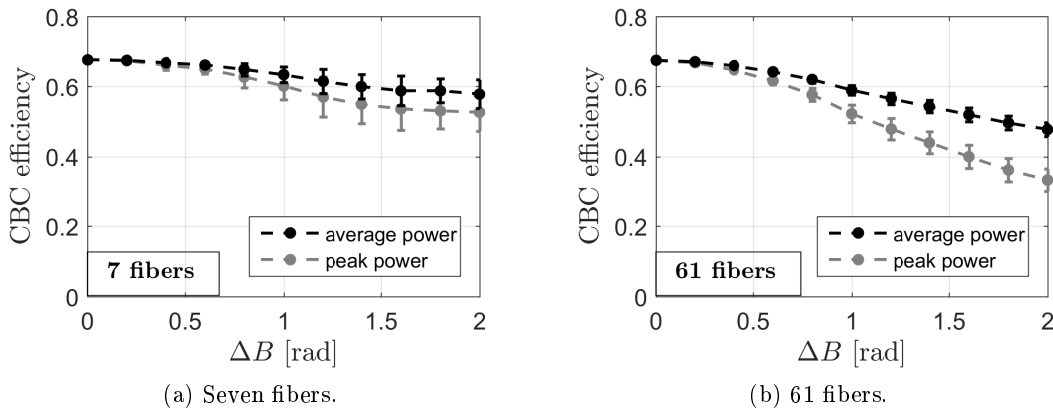 0.8
0.6
0.4
0.2
0
CBC efficiency
average power
peak power
7 fibers
0 0.5 1 1.5 2
ΔB [rad]
(a) Seven fibers.
0.8
0.6
0.4
0.2
0
CBC efficiency
average power
peak power
61 fibers
0 0.5 1 1.5 2
ΔB [rad]
(b) 61 fibers.